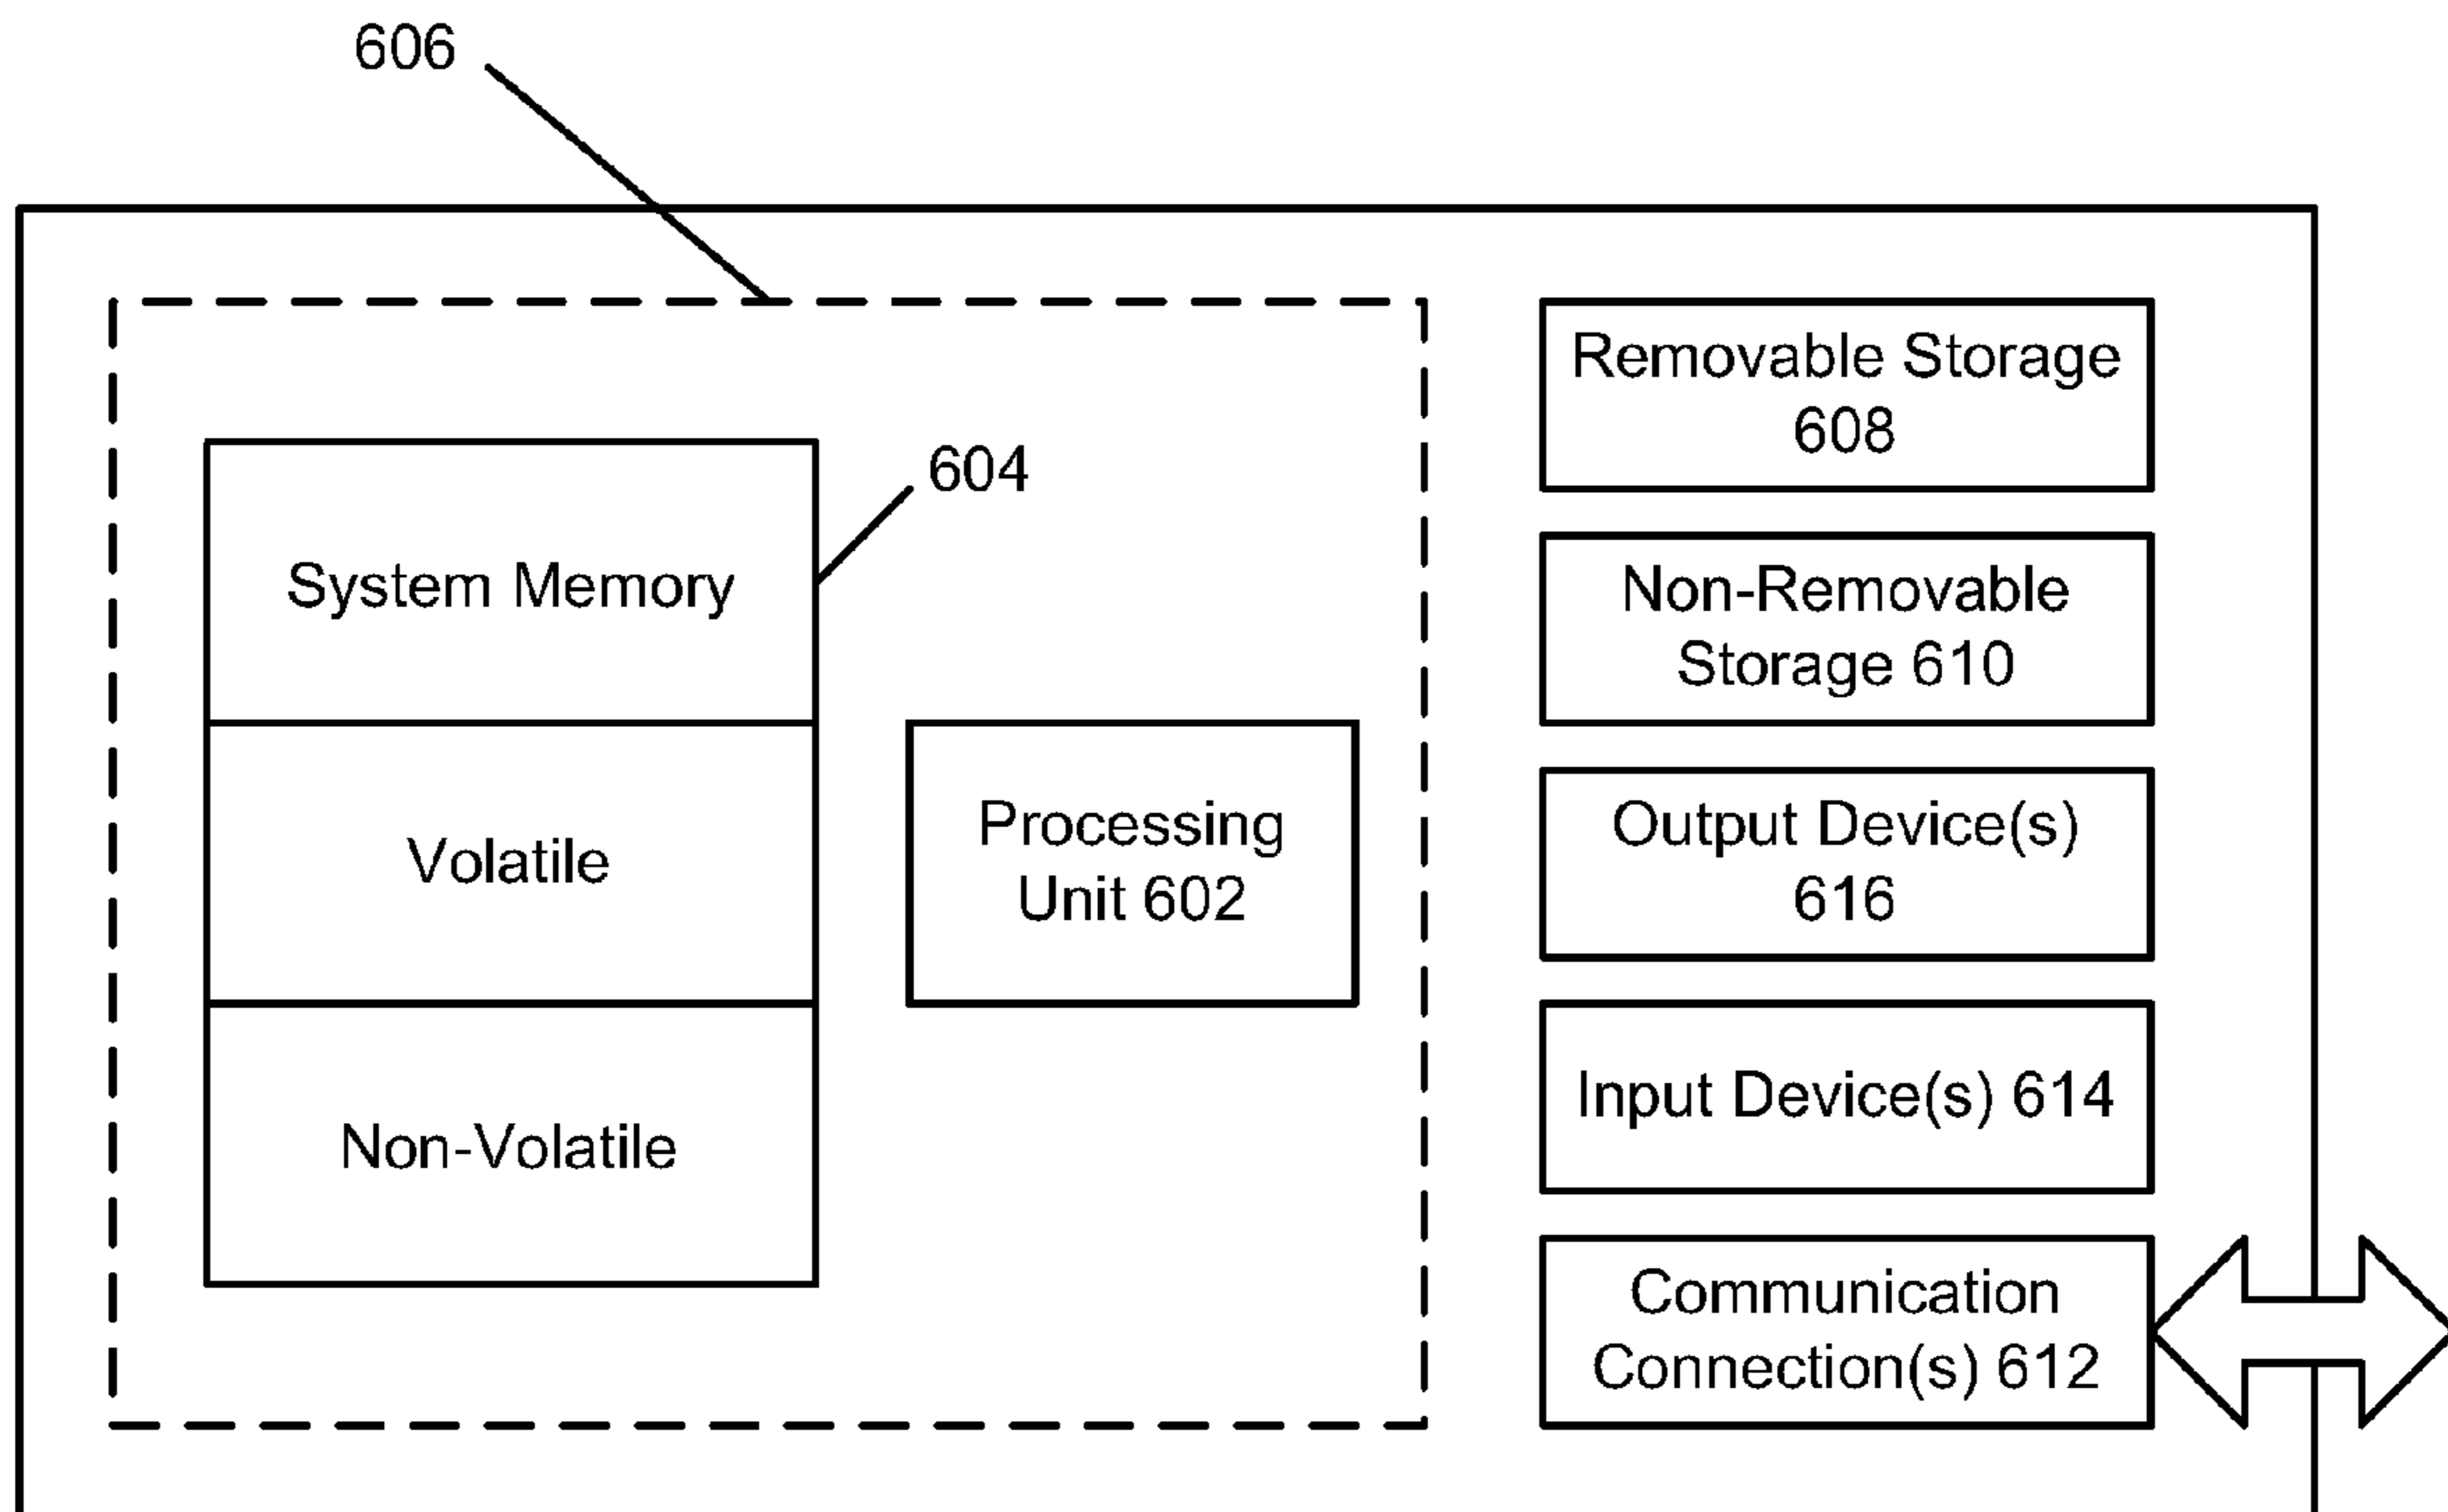 606
604
System Memory
Volatile
Non-Volatile
Processing
Unit 602
Removable Storage
608
Non-Removable
Storage 610
Output Device(s)
616
Input Device(s) 614
Communication
Connection(s) 612